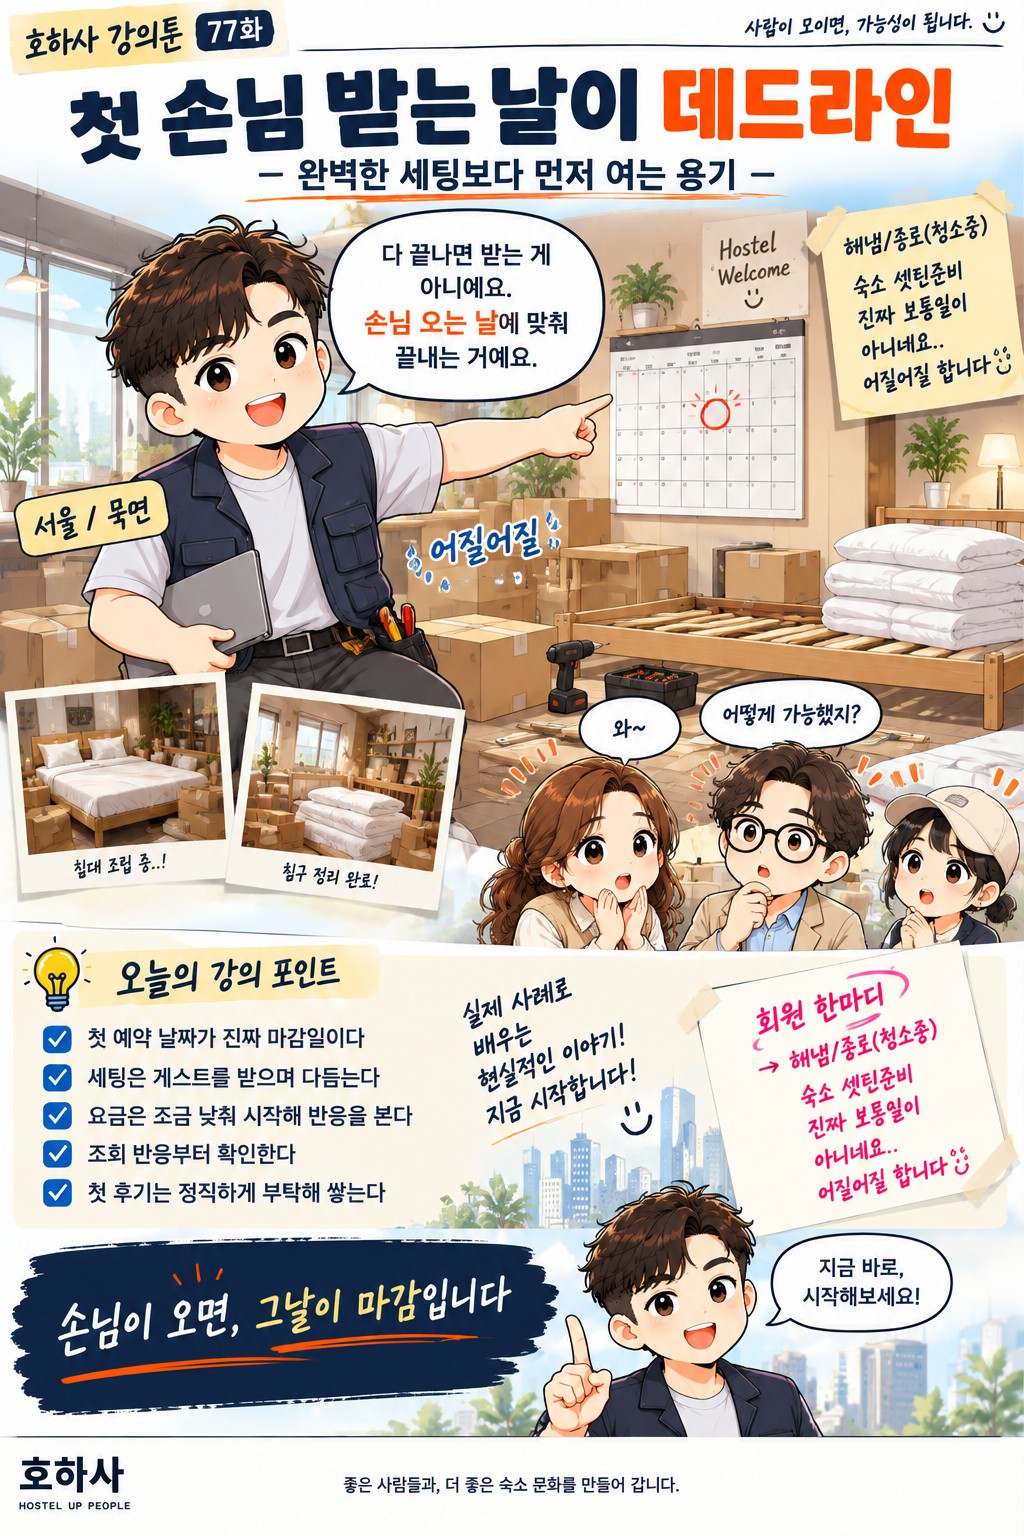 호하사 강의툰 77화
사람이 모이면, 가능성이 됩니다.
첫 손님 받는 날이 데드라인
– 완벽한 세팅보다 먼저 여는 용기 –
다 끝나면 받는 게
아니예요.
손님 오는 날에 맞춰
끝내는 거예요.
Hostel
Welcome
해냄/종로(청소중)
숙소 셋틴준비
진짜 보통일이
아니네요..
어질어질 합니다
서울 / 묵연
어질어질
와~
어떻게 가능했지?
침대 조립 중..!
침구 정리 완료!
오늘의 강의 포인트
첫 예약 날짜가 진짜 마감일이다
세팅은 게스트를 받으며 다듬는다
요금은 조금 낮춰 시작해 반응을 본다
조회 반응부터 확인한다
첫 후기는 정직하게 부탁해 쌓는다
실제 사례로
배우는
현실적인 이야기!
지금 시작합니다!
회원 한마디
→ 해냄/종로(청소중)
숙소 셋틴준비
진짜 보통일이
아니네요..
어질어질 합니다
손님이 오면, 그날이 마감입니다
지금 바로,
시작해보세요!
호하사
HOSTEL UP PEOPLE
좋은 사람들과, 더 좋은 숙소 문화를 만들어 갑니다.